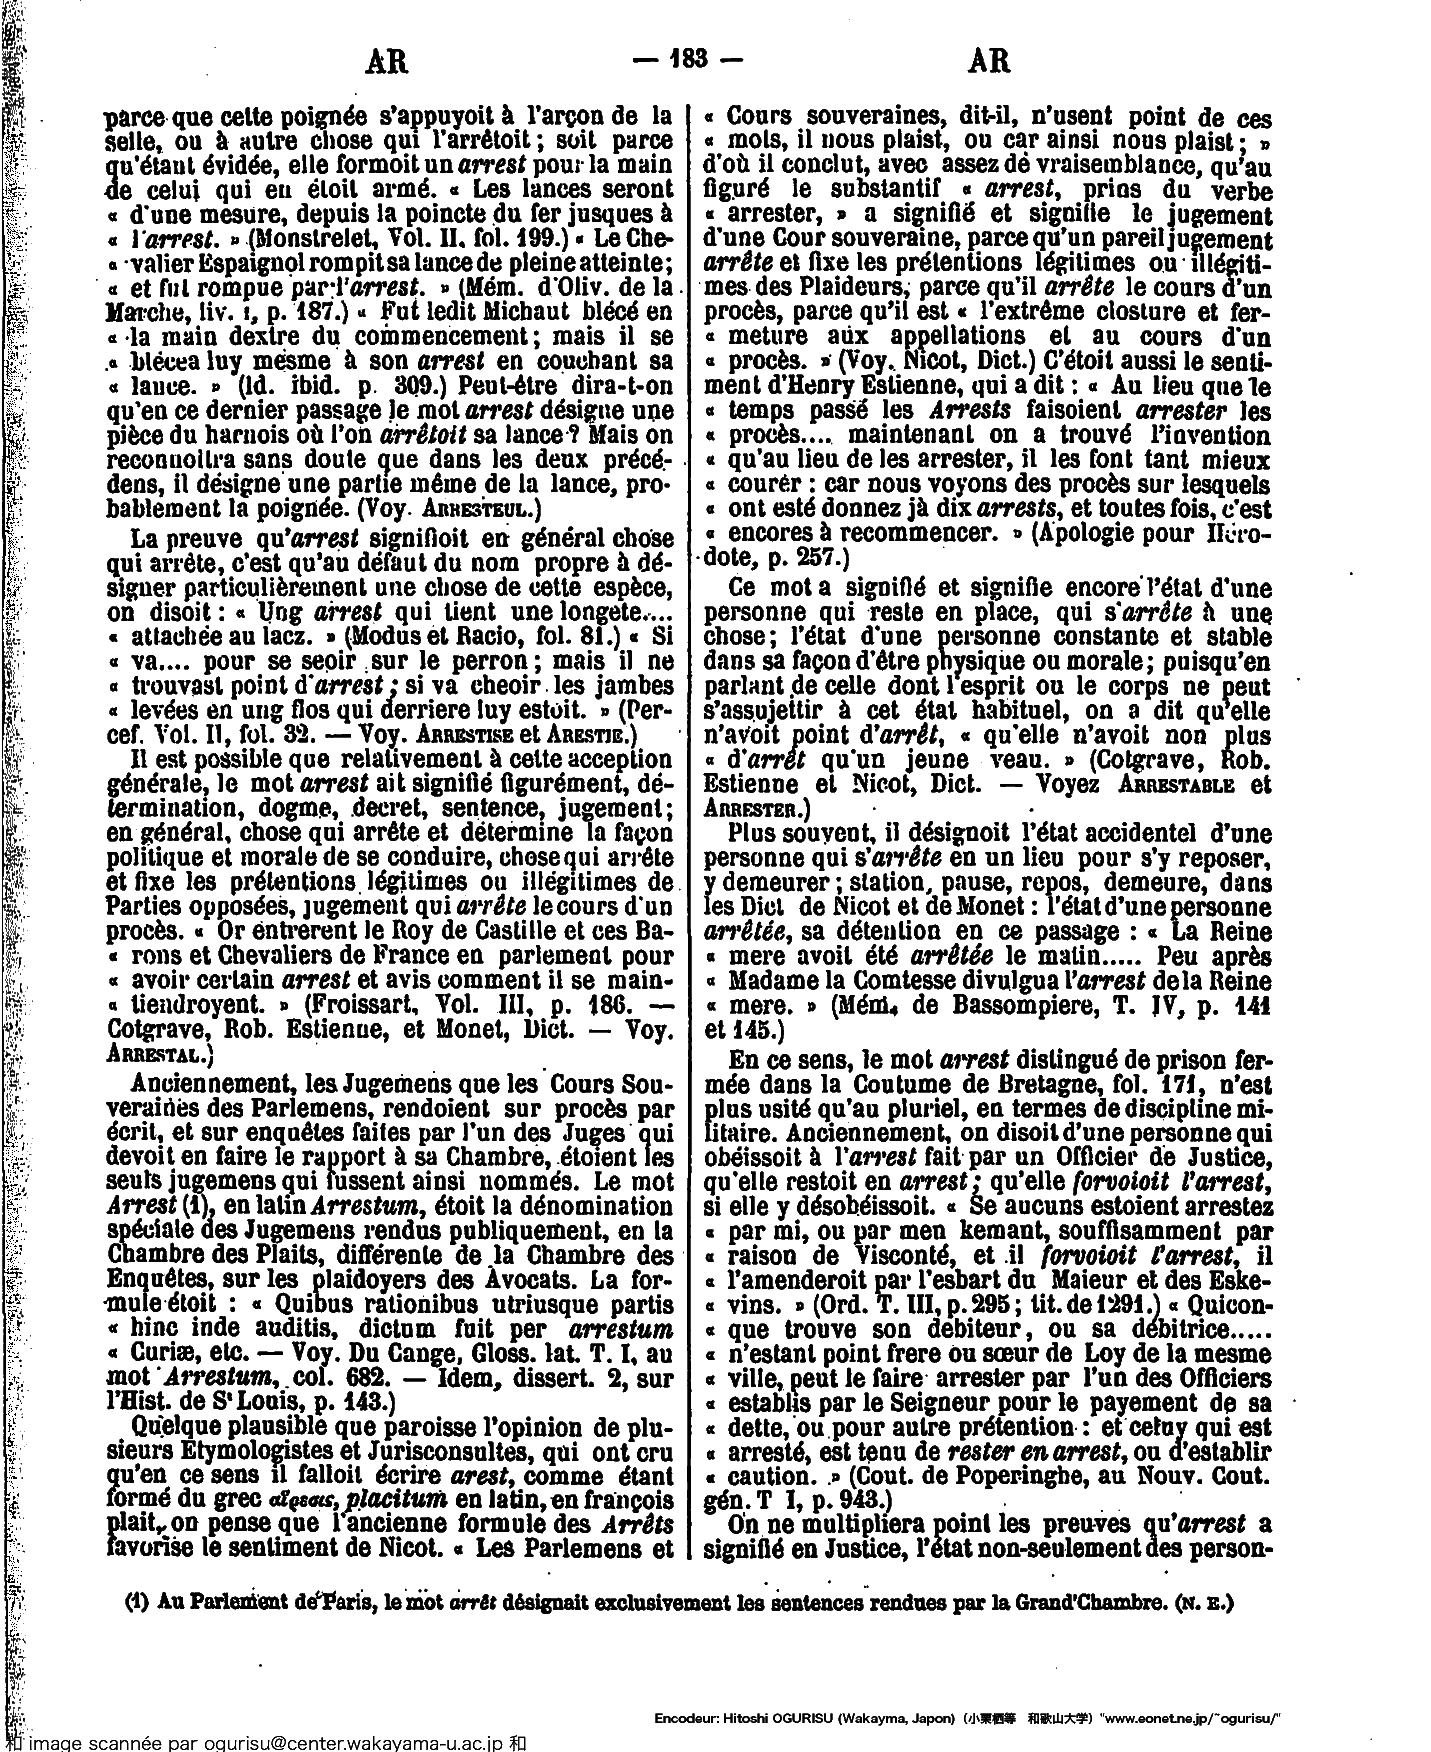 AR — 183 — AR
parce que cette poignée s'appuyoit à l'arçon de la
selle, ou à autre chose qui l'arrêtoit ; soit parce
qu'étant évidée, elle formoit un arrest pour la main
de celui qui en étoit armé. « Les lances seront
« d'une mesure, depuis la poincte du fer jusques à
« l'arrest. » (Monstrelet, Vol. II, fol. 199.) « Le Che-
« valier Espaignol rompit sa lance de pleine atteinte ;
« et fut rompue par l'arrest. » (Mém. d'Oliv. de la
Marche, liv. I, p. 187.) « Fut ledit Michaut blécé en
« la main dextre du commencement ; mais il se
« blécea luy mesme à son arrest en couchant sa
« lance. » (Id. ibid. p. 309.) Peut-être dira-t-on
qu'en ce dernier passage le mot arrest désigne une
pièce du harnois où l'on arrêtoit sa lance ? Mais on
reconnoîtra sans doute que dans les deux précé-
dens, il désigne une partie même de la lance, pro-
bablement la poignée. (Voy. ARRESTEUL.)
La preuve qu'arrest signifioit en général chose
qui arrête, c'est qu'au défaut du nom propre à dé-
signer particulièrement une chose de cette espèce,
on disoit : « Ung arrest qui tient une longete....
« attachée au lacz. » (Modus et Racio, fol. 81.) « Si
« va.... pour se seoir sur le perron ; mais il ne
« trouvast point d'arrest ; si va cheoir les jambes
« levées en ung flos qui derriere luy estoit. » (Per-
cef. Vol. II, fol. 32. — Voy. ARRESTISE et ARESTIE.)
Il est possible que relativement à cette acception
générale, le mot arrest ait signifié figurément, dé-
termination, dogme, decret, sentence, jugement ;
en général, chose qui arrête et détermine la façon
politique et morale de se conduire, chose qui arrête
et fixe les prétentions légitimes ou illégitimes de
Parties opposées, jugement qui arrête le cours d'un
procès. « Or entrerent le Roy de Castille et ces Ba-
« rons et Chevaliers de France en parlement pour
« avoir certain arrest et avis comment il se main-
« tiendroyent. » (Froissart, Vol. III, p. 186. —
Cotgrave, Rob. Estienne, et Monet, Dict. — Voy.
ARRESTAL.)
Anciennement, les Jugemens que les Cours Sou-
veraines des Parlemens, rendoient sur procès par
écrit, et sur enquêtes faites par l'un des Juges qui
devoit en faire le rapport à sa Chambre, étoient les
seuls jugemens qui fussent ainsi nommés. Le mot
Arrest (1), en latin Arrestum, étoit la dénomination
spéciale des Jugemens rendus publiquement, en la
Chambre des Plaits, différente de la Chambre des
Enquêtes, sur les plaidoyers des Avocats. La for-
mule étoit : « Quibus rationibus utriusque partis
« hinc inde auditis, dictum fuit per arrestum
« Curiæ, etc. — Voy. Du Cange, Gloss. lat. T. I, au
mot Arrestum, col. 682. — Idem, dissert. 2, sur
l'Hist. de St Louis, p. 143.)
Quelque plausible que paroisse l'opinion de plu-
sieurs Etymologistes et Jurisconsultes, qui ont cru
qu'en ce sens il falloit écrire arest, comme étant
formé du grec αἵρεσις, placitum en latin, en françois
plait, on pense que l'ancienne formule des Arrêts
favorise le sentiment de Nicot. « Les Parlemens et
« Cours souveraines, dit-il, n'usent point de ces
« mots, il nous plaist, ou car ainsi nous plaist ; »
d'où il conclut, avec assez de vraisemblance, qu'au
figuré le substantif « arrest, prins du verbe
« arrester, » a signifié et signifie le jugement
d'une Cour souveraine, parce qu'un pareil jugement
arrête et fixe les prétentions légitimes ou illégiti-
mes des Plaideurs, parce qu'il arrête le cours d'un
procès, parce qu'il est « l'extrême closture et fer-
« meture aux appellations et au cours d'un
« procès. » (Voy. Nicot, Dict.) C'étoit aussi le senti-
ment d'Henry Estienne, qui a dit : « Au lieu que le
« temps passé les Arrests faisoient arrester les
« procès.... maintenant on a trouvé l'invention
« qu'au lieu de les arrester, il les font tant mieux
« courér : car nous voyons des procès sur lesquels
« ont esté donnez jà dix arrests, et toutes fois, c'est
« encores à recommencer. » (Apologie pour Héro-
dote, p. 257.)
Ce mot a signifié et signifie encore l'état d'une
personne qui reste en place, qui s'arrête à une
chose ; l'état d'une personne constante et stable
dans sa façon d'être physique ou morale ; puisqu'en
parlant de celle dont l'esprit ou le corps ne peut
s'assujettir à cet état habituel, on a dit qu'elle
n'avoit point d'arrêt, « qu'elle n'avoit non plus
« d'arrêt qu'un jeune veau. » (Cotgrave, Rob.
Estienne et Nicot, Dict. — Voyez ARRESTABLE et
ARRESTER.)
Plus souvent, il désignoit l'état accidentel d'une
personne qui s'arrête en un lieu pour s'y reposer,
y demeurer ; station, pause, repos, demeure, dans
les Dict de Nicot et de Monet : l'état d'une personne
arrêtée, sa détention en ce passage : « La Reine
« mere avoit été arrêtée le matin..... Peu après
« Madame la Comtesse divulgua l'arrest de la Reine
« mere. » (Mém. de Bassompiere, T. IV, p. 141
et 145.)
En ce sens, le mot arrest distingué de prison fer-
mée dans la Coutume de Bretagne, fol. 171, n'est
plus usité qu'au pluriel, en termes de discipline mi-
litaire. Anciennement, on disoit d'une personne qui
obéissoit à l'arrest fait par un Officier de Justice,
qu'elle restoit en arrest ; qu'elle forvoioit l'arrest,
si elle y désobéissoit. « Se aucuns estoient arrestez
« par mi, ou par men kemant, souffisamment par
« raison de Visconté, et il forvoioit l'arrest, il
« l'amenderoit par l'esbart du Maieur et des Eske-
« vins. » (Ord. T. III, p. 295 ; tit. de 1291.) « Quicon-
« que trouve son debiteur, ou sa débitrice.....
« n'estant point frere ou sœur de Loy de la mesme
« ville, peut le faire arrester par l'un des Officiers
« establis par le Seigneur pour le payement de sa
« dette, ou pour autre prétention : et celuy qui est
« arresté, est tenu de rester en arrest, ou d'establir
« caution. » (Cout. de Poperinghe, au Nouv. Cout.
gén. T I, p. 943.)
On ne multipliera point les preuves qu'arrest a
signifié en Justice, l'état non-seulement des person-
(1) Au Parlement de Paris, le mot arrêt désignait exclusivement les sentences rendues par la Grand'Chambre. (N. E.)
Encodeur: Hitoshi OGURISU (Wakayma, Japon) (小栗栖等 和歌山大学) "www.eonet.ne.jp/~ogurisu/"
和 image scannée par ogurisu@center.wakayama-u.ac.jp 和